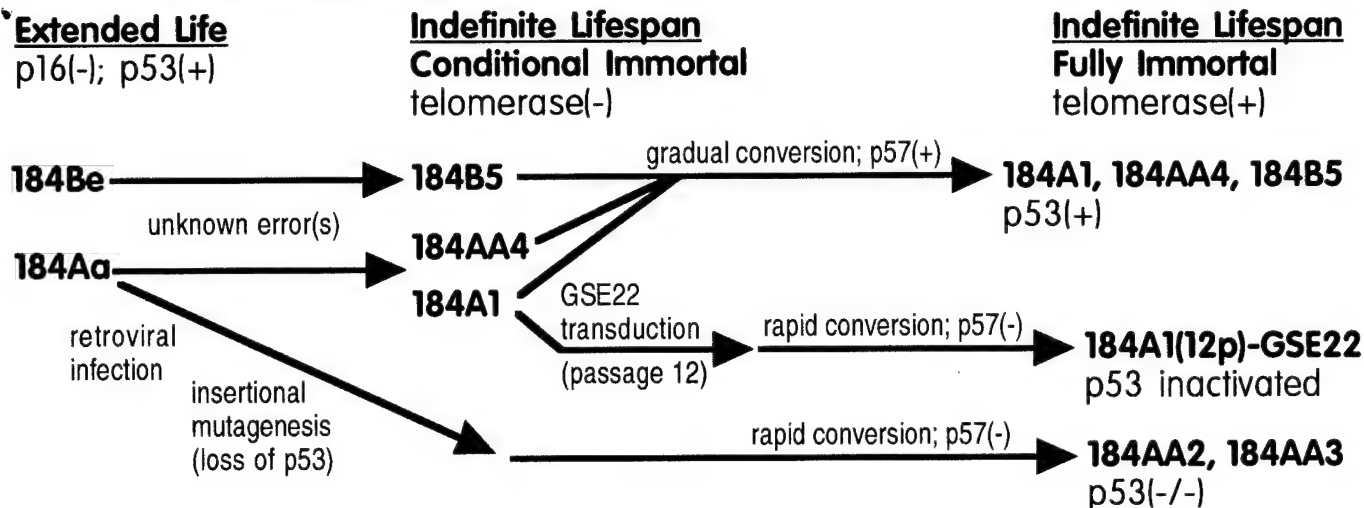 Extended Life
p16(-); p53(+)
Indefinite Lifespan
Conditional Immortal
telomerase(-)
Indefinite Lifespan
Fully Immortal
telomerase(+)
184Be
184B5
gradual conversion; p57(+)
184A1, 184AA4, 184B5
p53(+)
unknown error(s)
184Aa
184AA4
184A1
GSE22
transduction
(passage 12)
rapid conversion; p57(-)
184A1(12p)-GSE22
p53 inactivated
retroviral
infection
insertional
mutagenesis
(loss of p53)
rapid conversion; p57(-)
184AA2, 184AA3
p53(-/-)